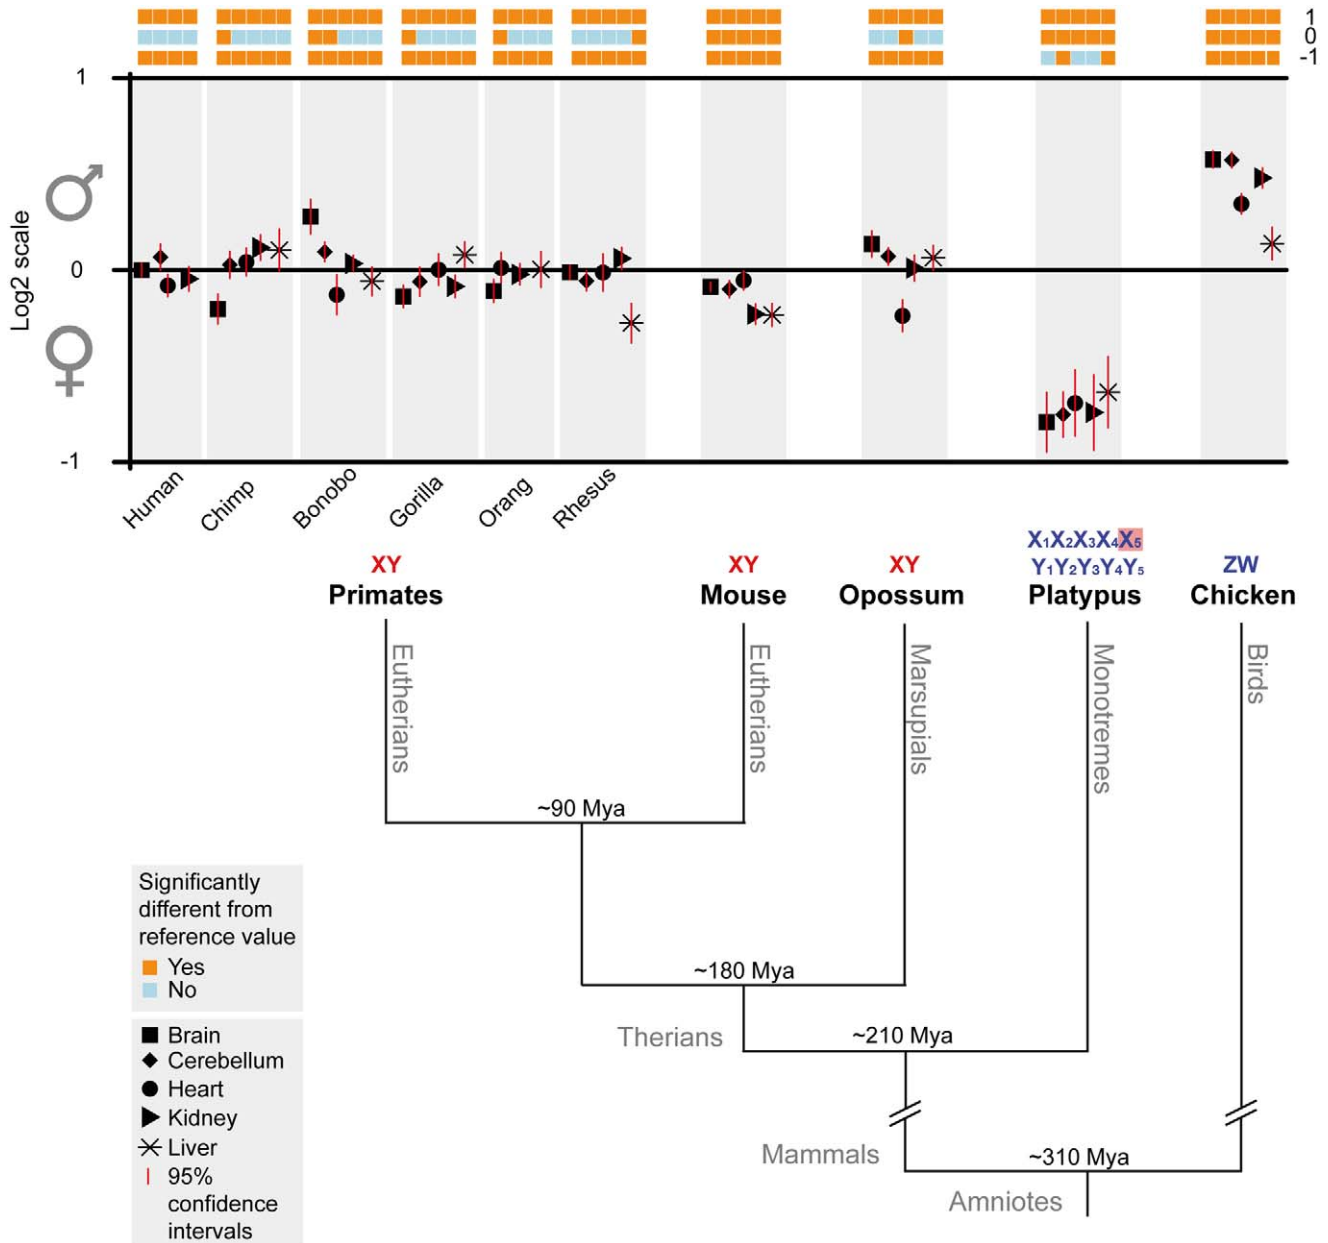 1
0
-1
1
0
-1
Log2 scale
Human
Chimp
Bonobo
Gorilla
Orang
Rhesus
X1X2X3X4X5
XY
XY
XY
Y1Y2Y3Y4Y5
ZW
Primates
Mouse
Opossum
Platypus
Chicken
Eutherians
Eutherians
Marsupials
Monotremes
Birds
~90 Mya
~180 Mya
Therians
~210 Mya
Mammals
~310 Mya
Amniotes
Significantly
different from
reference value
Yes
No
Brain
Cerebellum
Heart
Kidney
Liver
95%
confidence
intervals